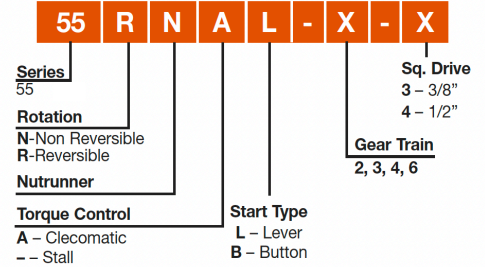 55 R N A L - X - X
Series
55
Rotation
N-Non Reversible
R-Reversible
Nutrunner
Torque Control
A – Clecomatic
– – Stall
Start Type
L – Lever
B – Button
Gear Train
2, 3, 4, 6
Sq. Drive
3 – 3/8”
4 – 1/2”